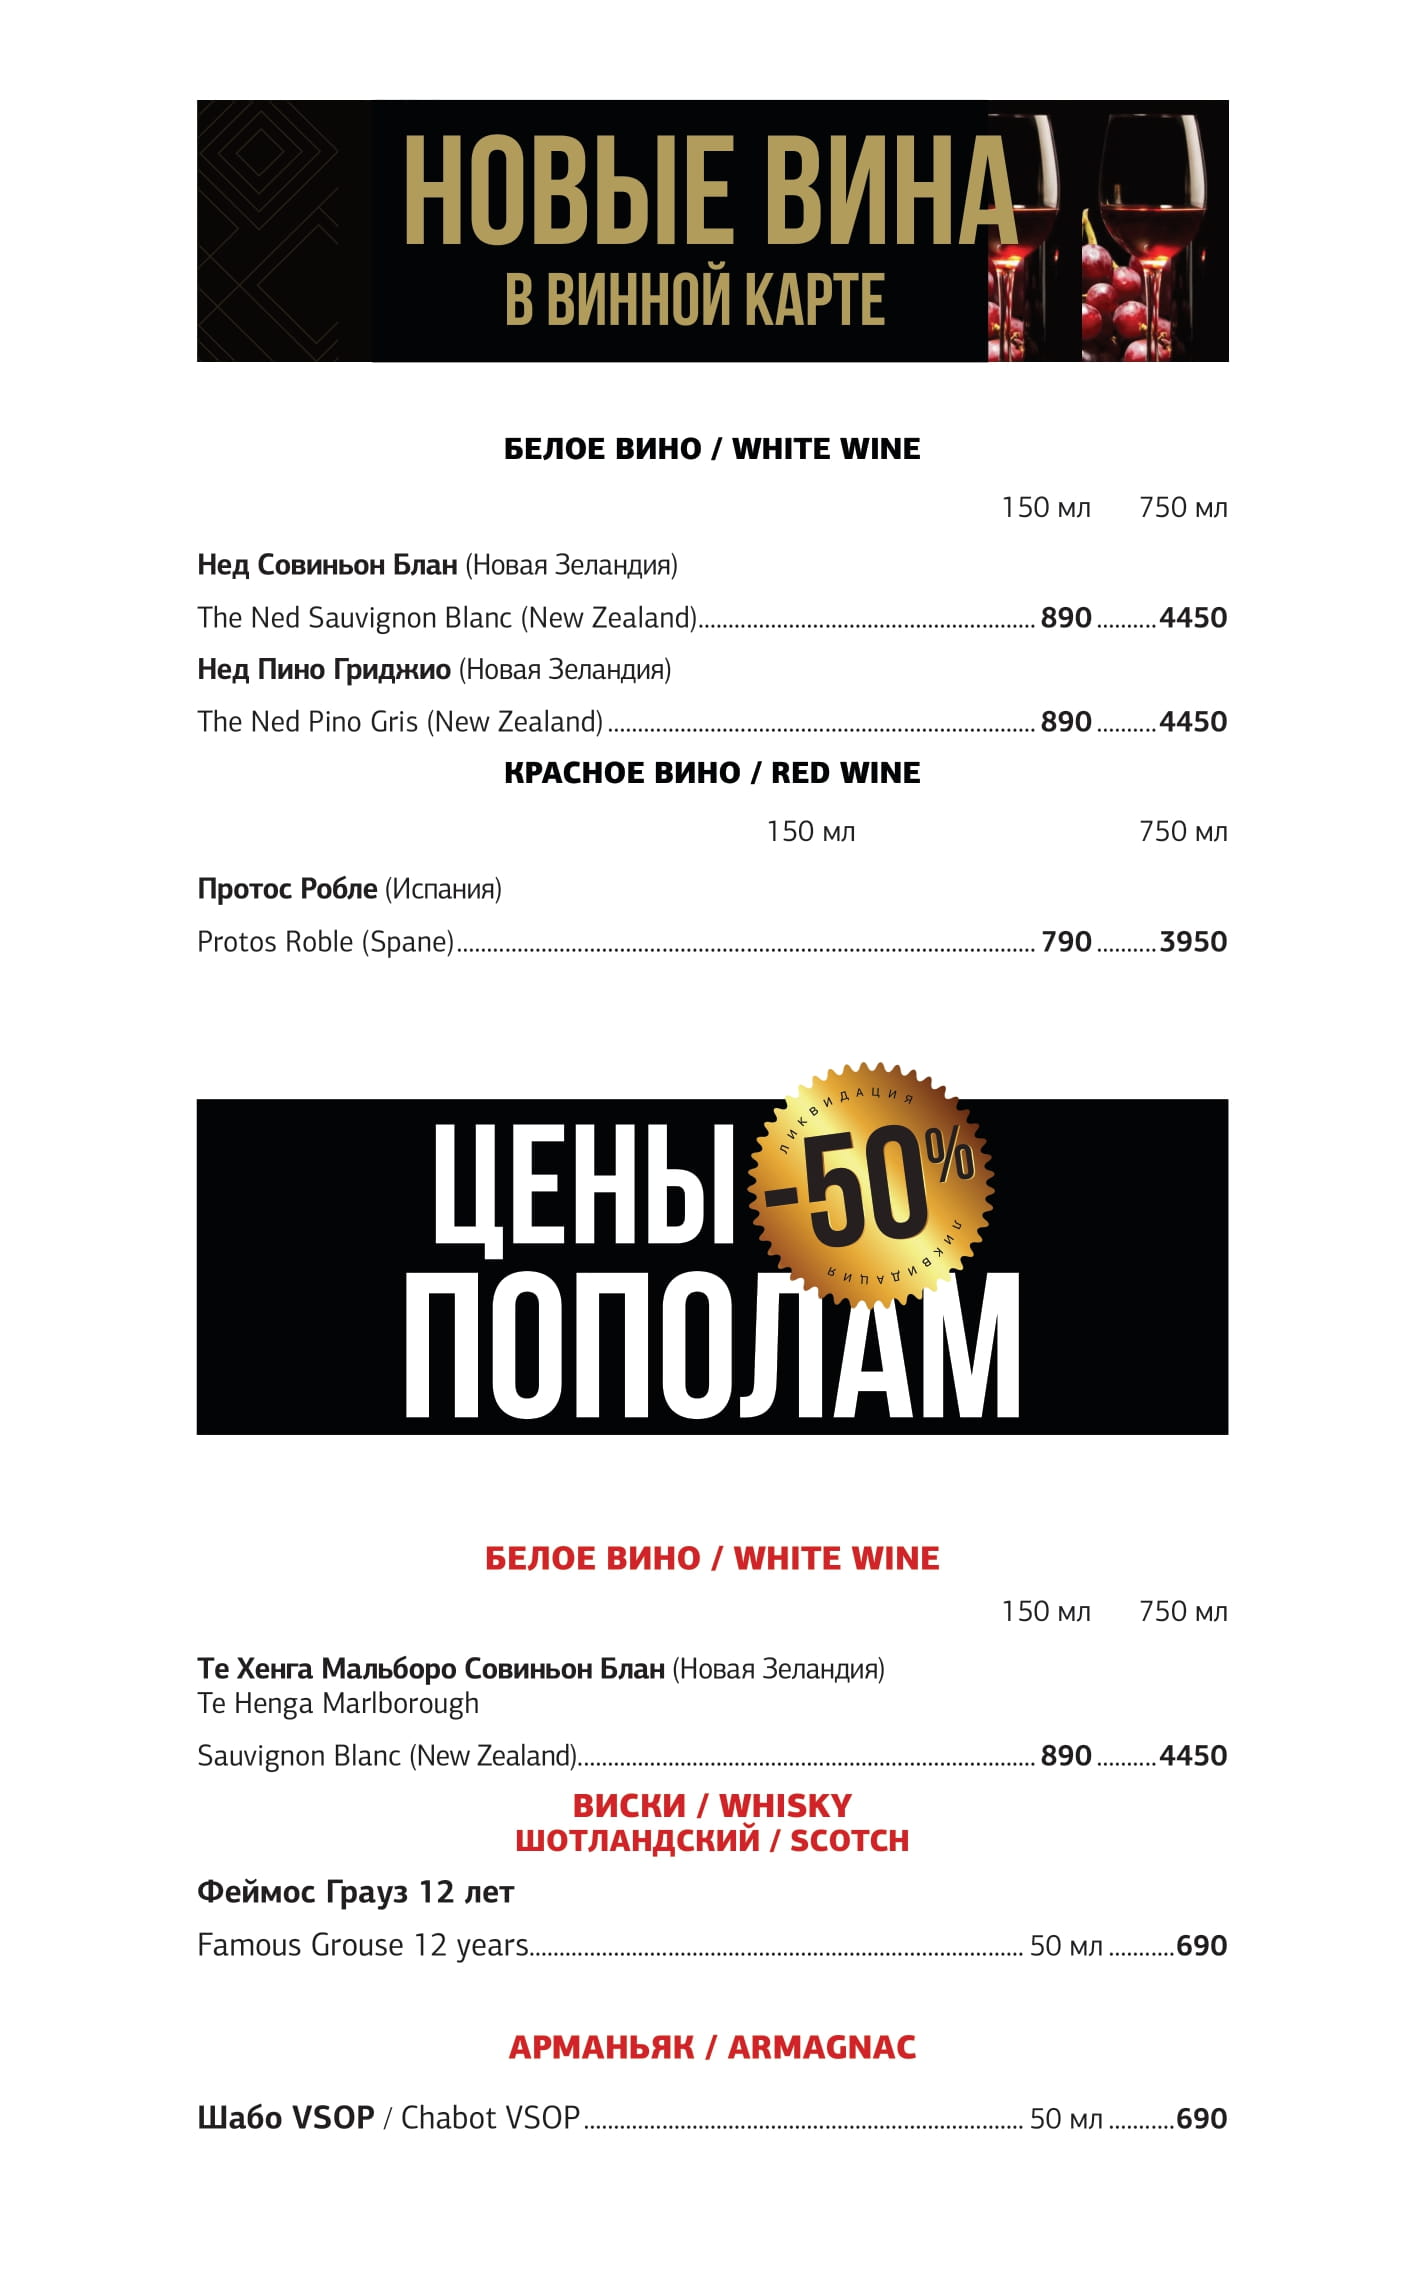 НОВЫЕ ВИНА
В ВИННОЙ КАРТЕ
БЕЛОЕ ВИНО / WHITE WINE
150 мл 750 мл
Нед Совиньон Блан (Новая Зеландия)
The Ned Sauvignon Blanc (New Zealand)........890........4450
Нед Пино Гриджио (Новая Зеландия)
The Ned Pino Gris (New Zealand)........890........4450
КРАСНОЕ ВИНО / RED WINE
150 мл 750 мл
Протос Робле (Испания)
Protos Roble (Spane)........790........3950
ЦЕНЫ
ЛИКВИДАЦИЯ
-50%
ЛИКВИДАЦИЯ
ПОПОЛАМ
БЕЛОЕ ВИНО / WHITE WINE
150 мл 750 мл
Те Хенга Мальборо Совиньон Блан (Новая Зеландия)
Te Henga Marlborough
Sauvignon Blanc (New Zealand)........890........4450
ВИСКИ / WHISKY
ШОТЛАНДСКИЙ / SCOTCH
Феймос Грауз 12 лет
Famous Grouse 12 years........50 мл........690
АРМАНЬЯК / ARMAGNAC
Шабо VSOP / Chabot VSOP........50 мл........690